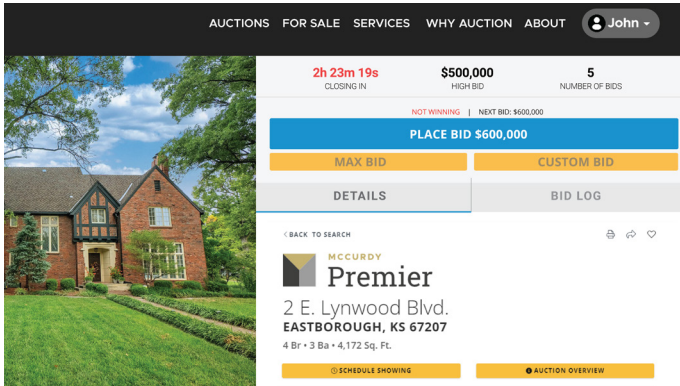 AUCTIONS FOR SALE SERVICES WHY AUCTION ABOUT John
2h 23m 19s $500,000 5
CLOSING IN HIGH BID NUMBER OF BIDS
NOT WINNING | NEXT BID: $600,000
PLACE BID $600,000
MAX BID CUSTOM BID
DETAILS BID LOG
< BACK TO SEARCH
MCCURDY
Premier
2 E. Lynwood Blvd.
EASTBOROUGH, KS 67207
4 Br • 3 Ba • 4,172 Sq. Ft.
SCHEDULE SHOWING AUCTION OVERVIEW